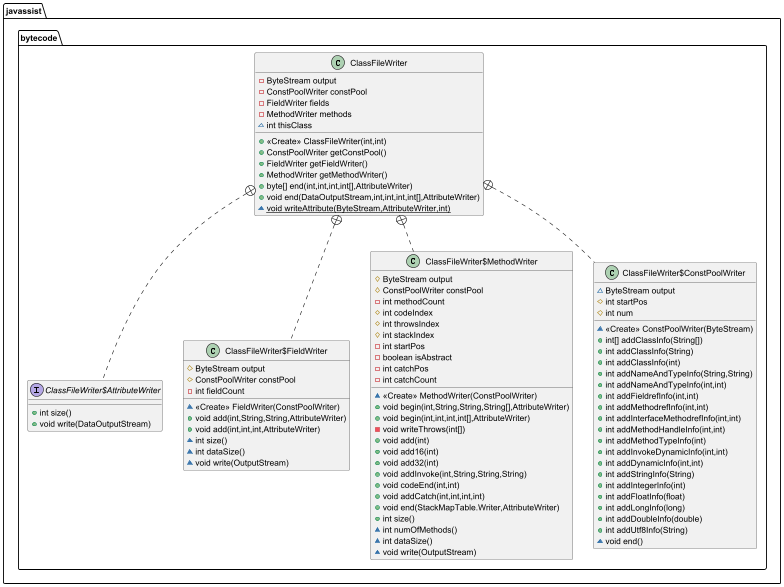 javassist
bytecode
C ClassFileWriter
ByteStream output
ConstPoolWriter constPool
FieldWriter fields
MethodWriter methods
int thisClass
«Create» ClassFileWriter(int,int)
ConstPoolWriter getConstPool()
FieldWriter getFieldWriter()
MethodWriter getMethodWriter()
byte[] end(int,int,int,int[],AttributeWriter)
void end(DataOutputStream,int,int,int,int[],AttributeWriter)
void writeAttribute(ByteStream,AttributeWriter,int)
I ClassFileWriter$AttributeWriter
int size()
void write(DataOutputStream)
C ClassFileWriter$FieldWriter
ByteStream output
ConstPoolWriter constPool
int fieldCount
«Create» FieldWriter(ConstPoolWriter)
void add(int,String,String,AttributeWriter)
void add(int,int,int,AttributeWriter)
int size()
int dataSize()
void write(OutputStream)
C ClassFileWriter$MethodWriter
ByteStream output
ConstPoolWriter constPool
int methodCount
int codeIndex
int throwsIndex
int stackIndex
int startPos
boolean isAbstract
int catchPos
int catchCount
«Create» MethodWriter(ConstPoolWriter)
void begin(int,String,String,String[],AttributeWriter)
void begin(int,int,int,int[],AttributeWriter)
void writeThrows(int[])
void add(int)
void add16(int)
void add32(int)
void addInvoke(int,String,String,String)
void codeEnd(int,int)
void addCatch(int,int,int,int)
void end(StackMapTable.Writer,AttributeWriter)
int size()
int numOfMethods()
int dataSize()
void write(OutputStream)
C ClassFileWriter$ConstPoolWriter
ByteStream output
int startPos
int num
«Create» ConstPoolWriter(ByteStream)
int[] addClassInfo(String[])
int addClassInfo(String)
int addClassInfo(int)
int addNameAndTypeInfo(String,String)
int addNameAndTypeInfo(int,int)
int addFieldrefInfo(int,int)
int addMethodrefInfo(int,int)
int addInterfaceMethodrefInfo(int,int)
int addMethodHandleInfo(int,int)
int addMethodTypeInfo(int)
int addInvokeDynamicInfo(int,int)
int addDynamicInfo(int,int)
int addStringInfo(String)
int addIntegerInfo(int)
int addFloatInfo(float)
int addLongInfo(long)
int addDoubleInfo(double)
int addUtf8Info(String)
void end()